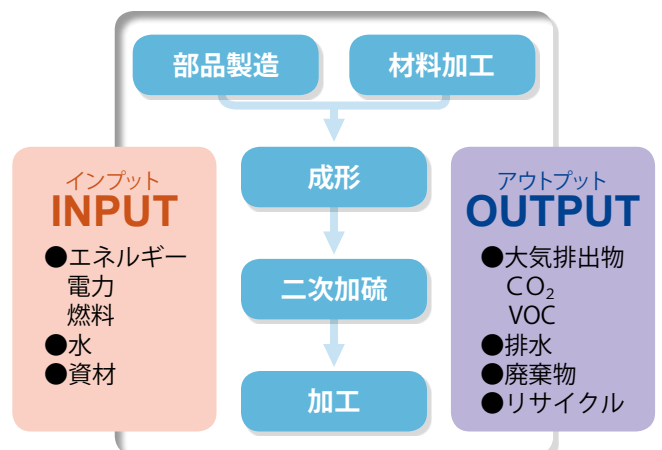 部品製造
材料加工
成形
二次加硫
加工
インプット
INPUT
●エネルギー
電力
燃料
●水
●資材
アウトプット
OUTPUT
●大気排出物
CO₂
VOC
●排水
●廃棄物
●リサイクル